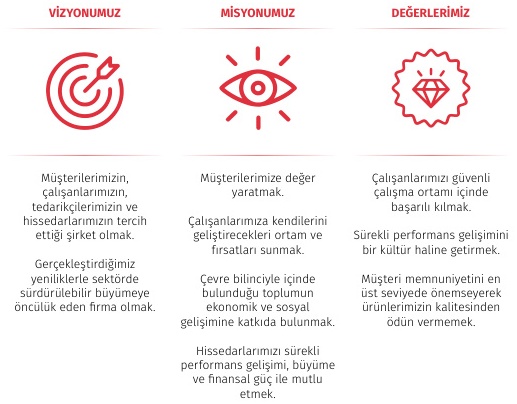 VİZYONUMUZ
Müşterilerimizin,
çalışanlarımızın,
tedarikçilerimizin ve
hissedarlarımızın tercih
ettiği şirket olmak.
Gerçekleştirdiğimiz
yeniliklerle sektörde
sürdürülebilir büyümeye
öncülük eden firma olmak.
MİSYONUMUZ
Müşterilerimize değer
yaratmak.
Çalışanlarımıza kendilerini
geliştirecekleri ortam ve
fırsatları sunmak.
Çevre bilinciyle içinde
bulunduğu toplumun
ekonomik ve sosyal
gelişimine katkıda bulunmak.
Hissedarlarımızı sürekli
performans gelişimi, büyüme
ve finansal güç ile mutlu
etmek.
DEĞERLERİMİZ
Çalışanlarımızı güvenli
çalışma ortamı içinde
başarılı kılmak.
Sürekli performans gelişimini
bir kültür haline getirmek.
Müşteri memnuniyetini en
üst seviyede önemseyerek
ürünlerimizin kalitesinden
ödün vermemek.